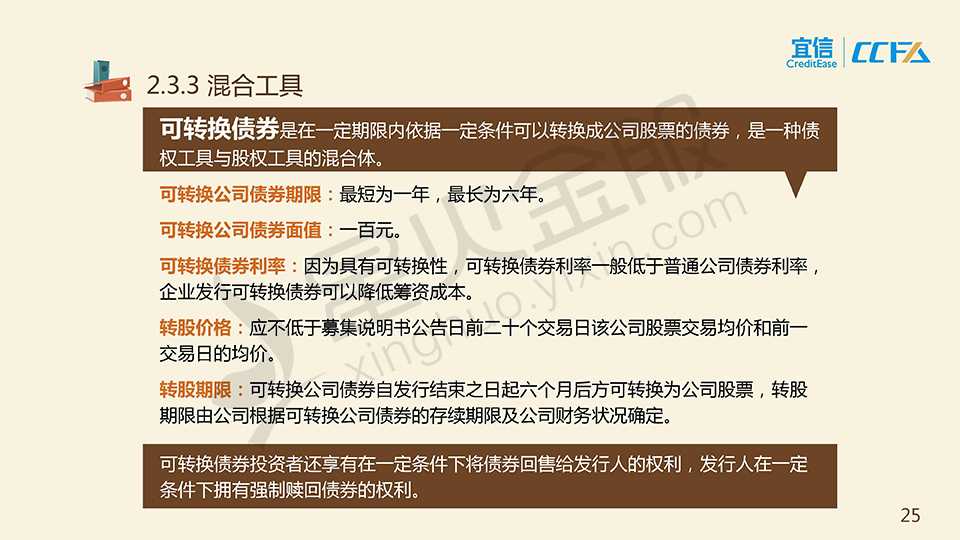 宜信
CreditEase
CCFA
2.3.3 混合工具
可转换债券是在一定期限内依据一定条件可以转换成公司股票的债券，是一种债
权工具与股权工具的混合体。
可转换公司债券期限：最短为一年，最长为六年。
可转换公司债券面值：一百元。
可转换债券利率：因为具有可转换性，可转换债券利率一般低于普通公司债券利率，
企业发行可转换债券可以降低筹资成本。
转股价格：应不低于募集说明书公告日前二十个交易日该公司股票交易均价和前一
交易日的均价。
转股期限：可转换公司债券自发行结束之日起六个月后方可转换为公司股票，转股
期限由公司根据可转换公司债券的存续期限及公司财务状况确定。
可转换债券投资者还享有在一定条件下将债券回售给发行人的权利，发行人在一定
条件下拥有强制赎回债券的权利。
星火金服
xinghuo.yixin.com
25